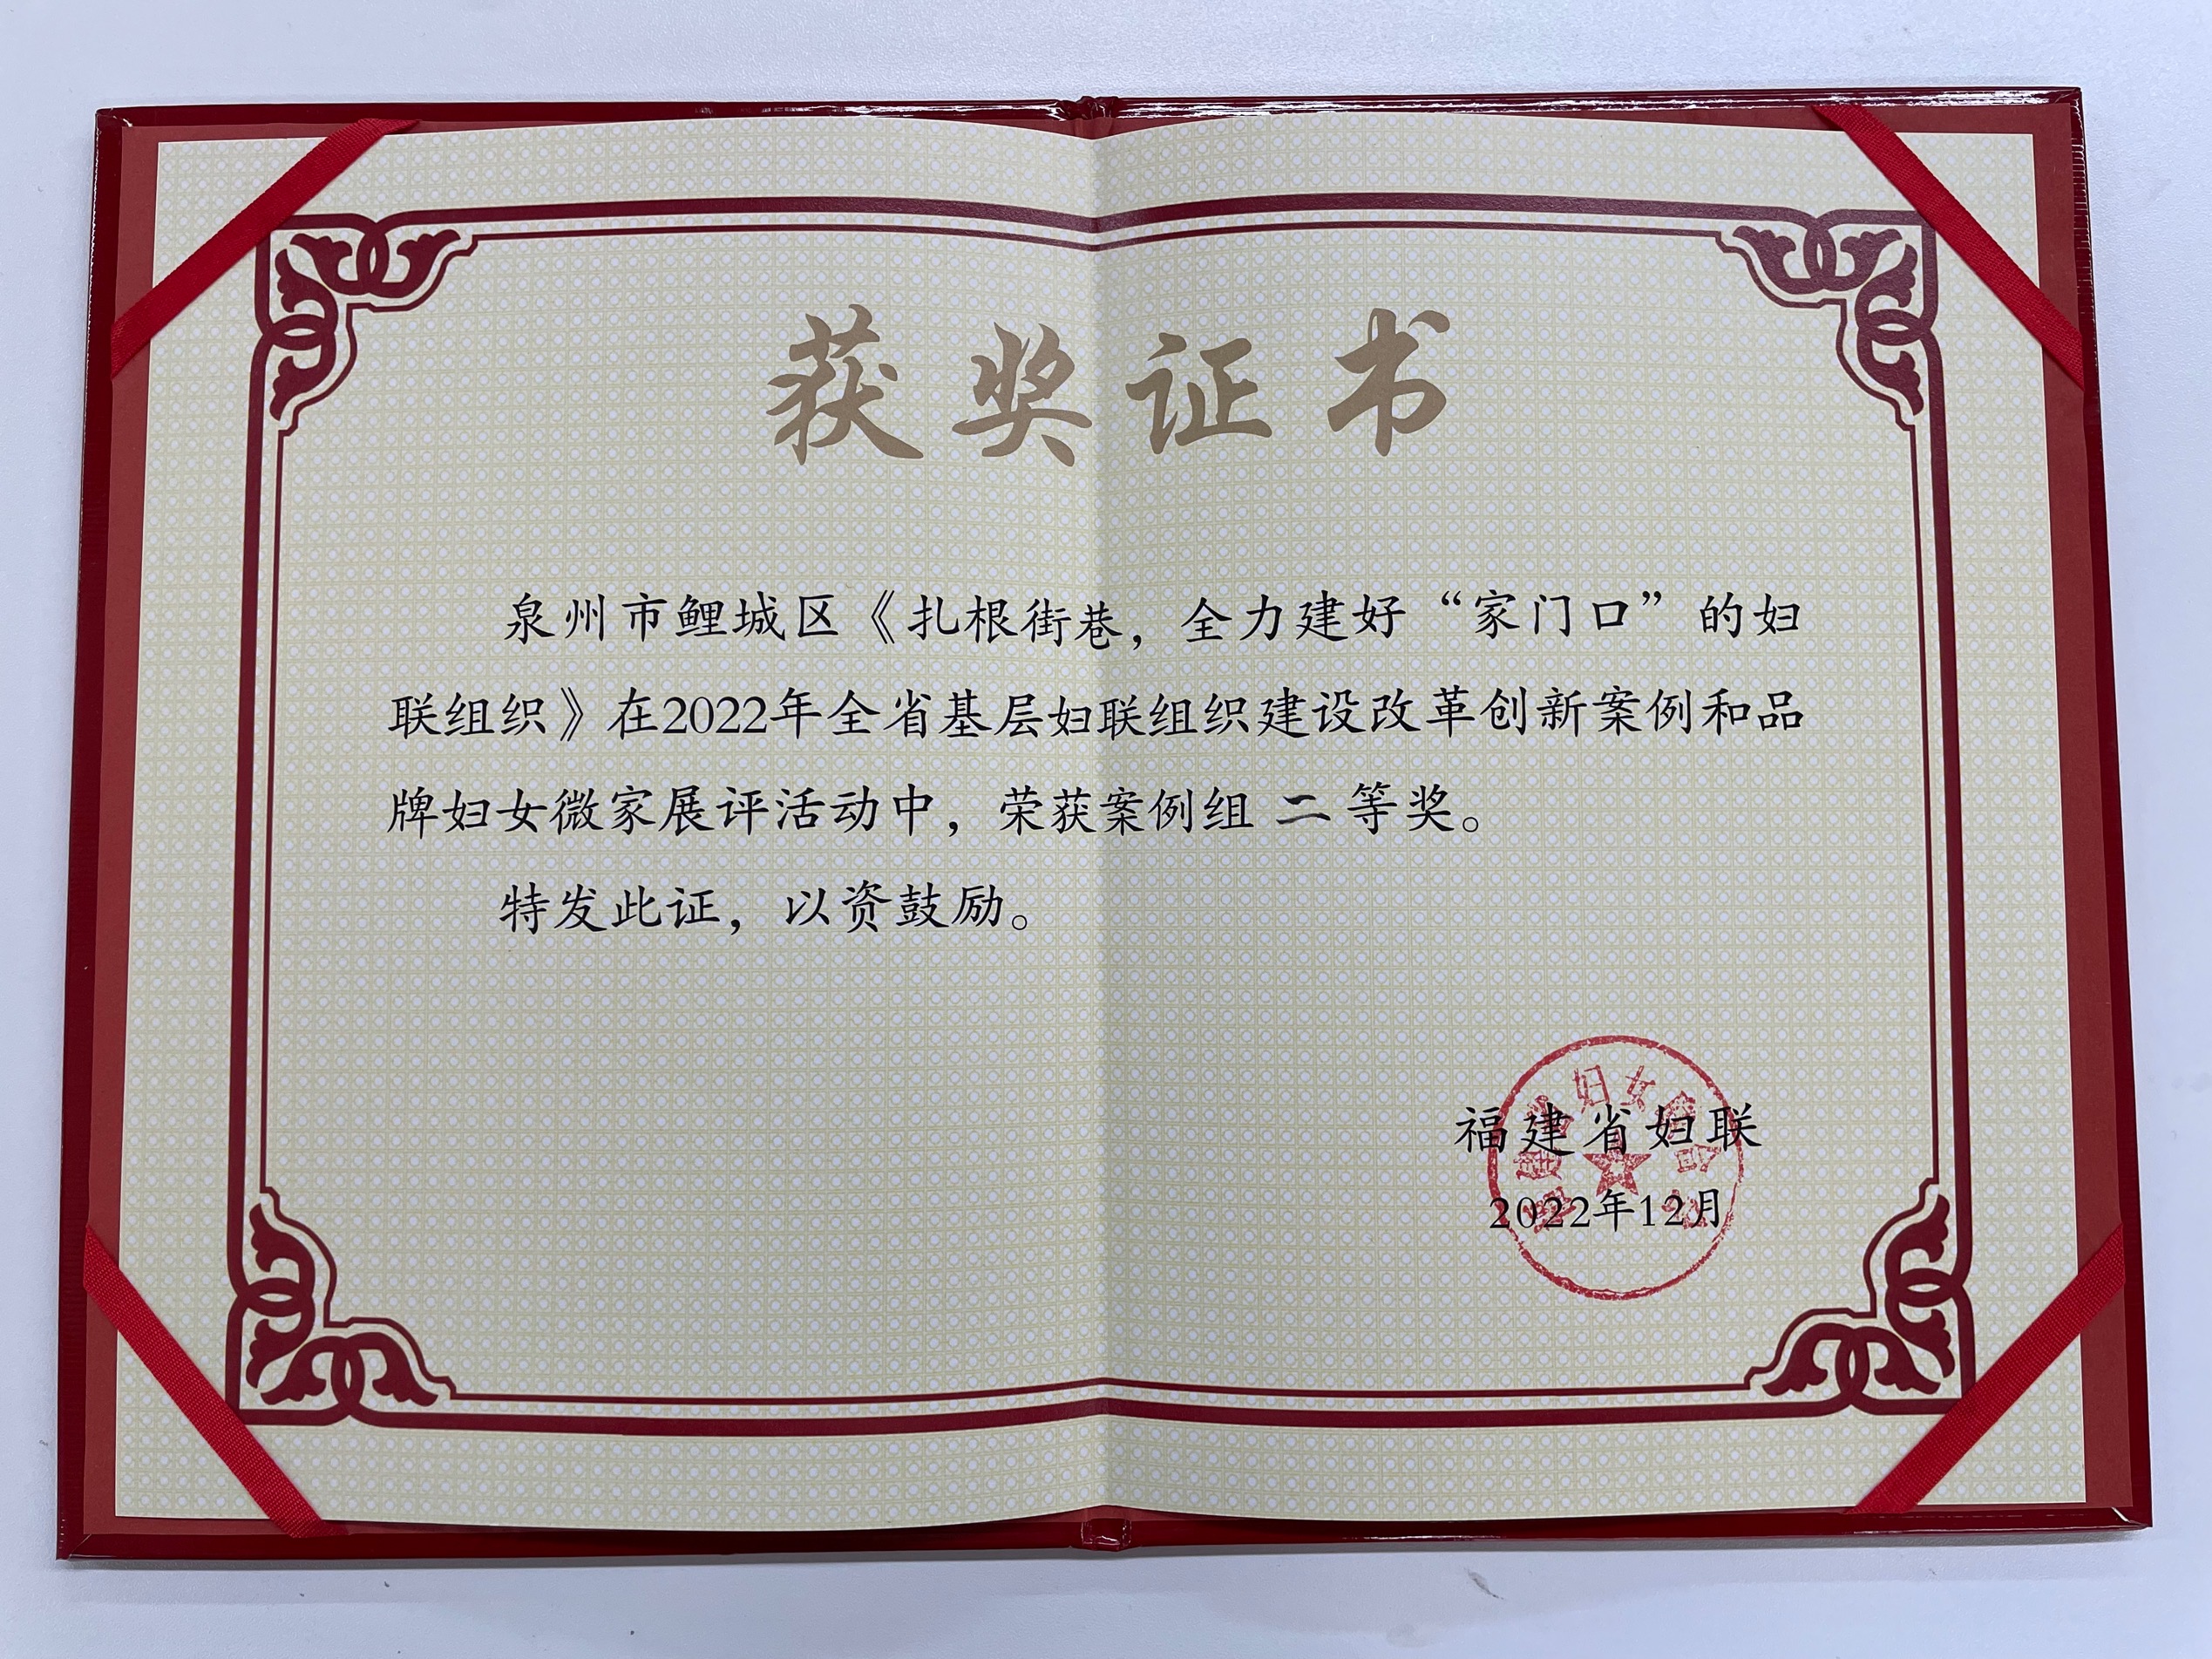 获奖证书
泉州市鲤城区《扎根街巷，全力建好“家门口”的妇
联组织》在2022年全省基层妇联组织建设改革创新案例和品
牌妇女微家展评活动中，荣获案例组 二 等奖。
特发此证，以资鼓励。
妇女
福建省妇联
2022年12月